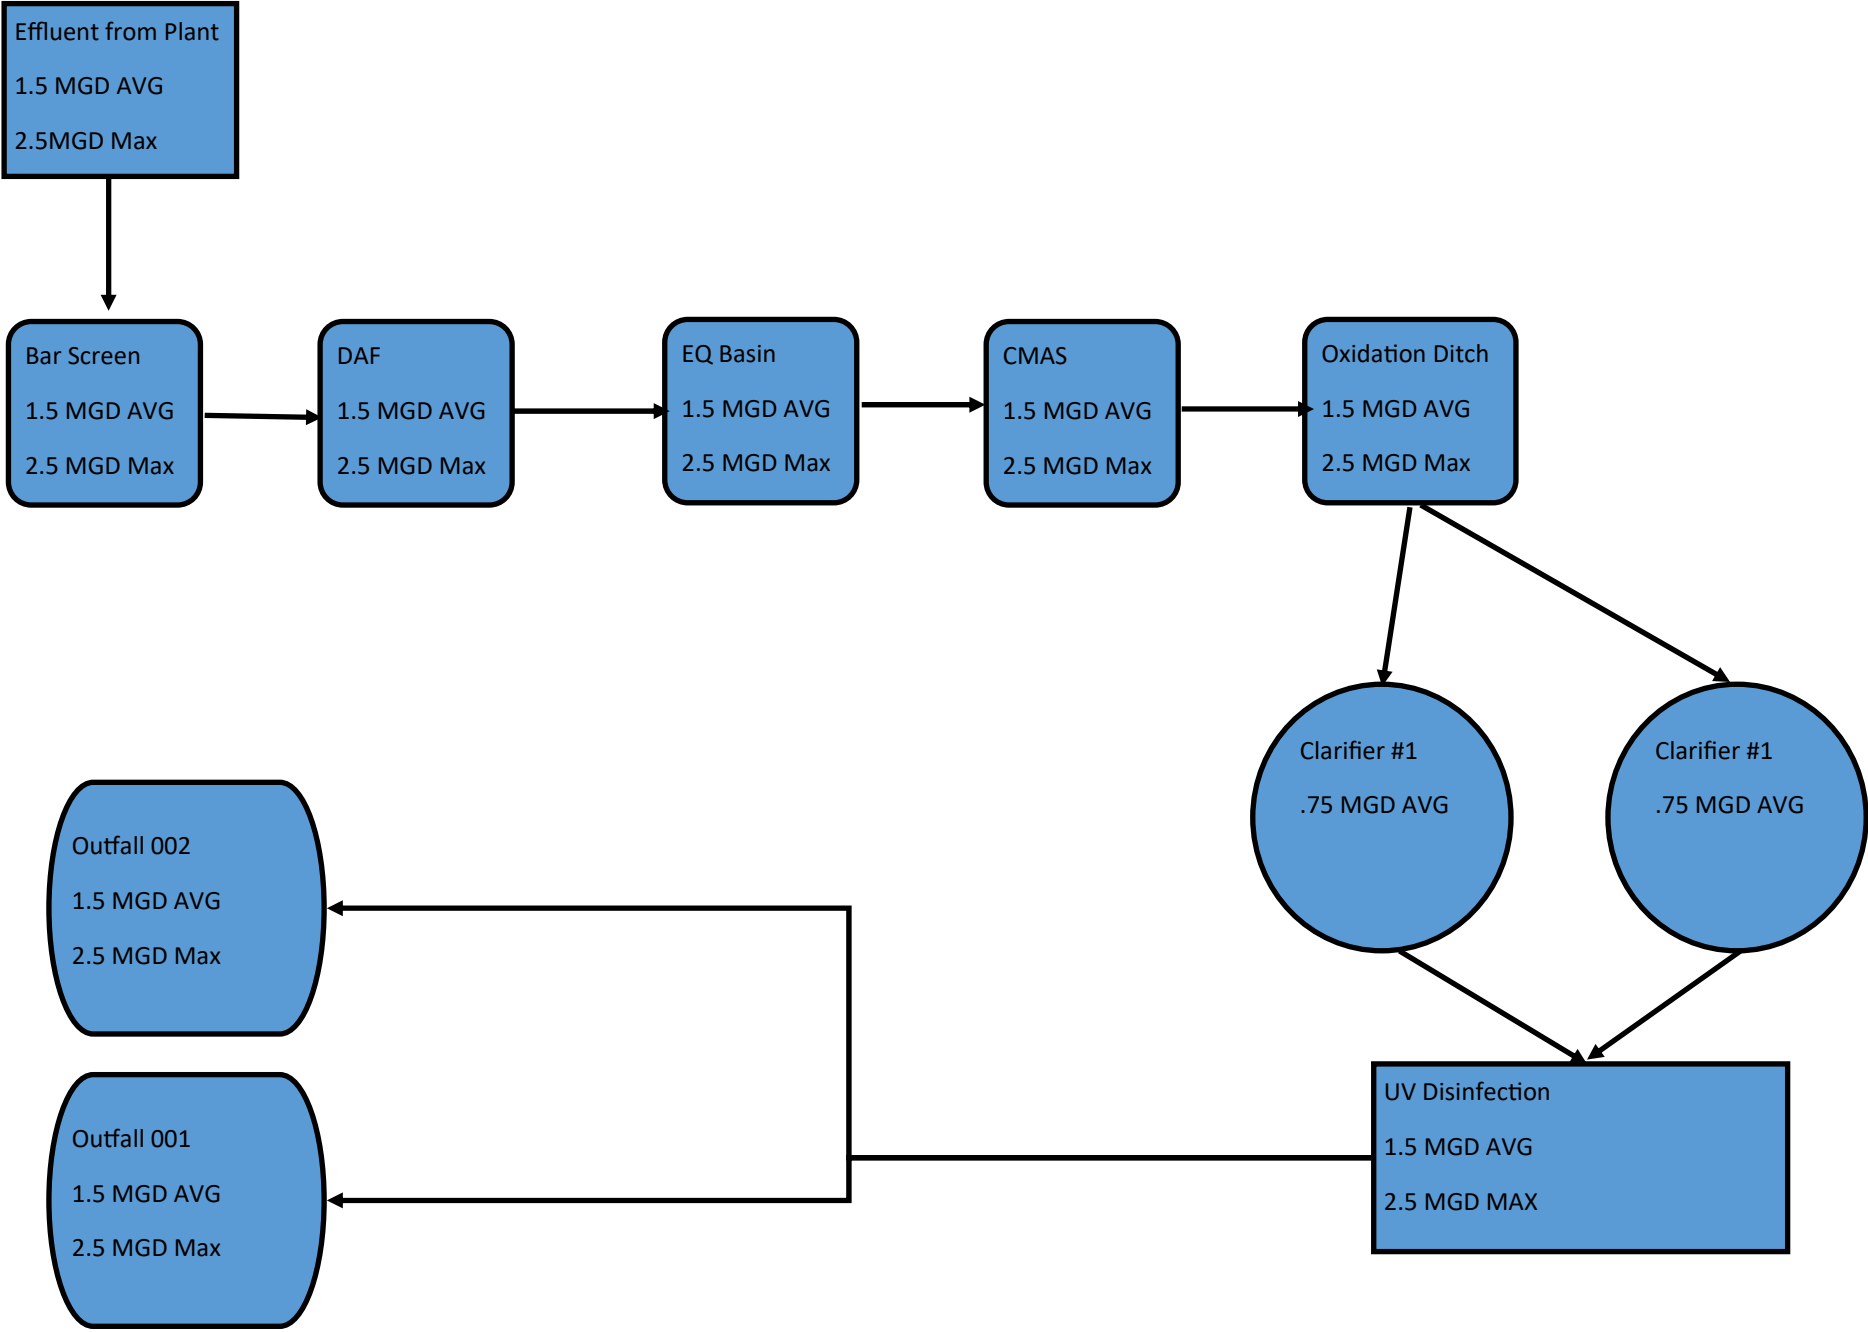 Effluent from Plant
1.5 MGD AVG
2.5MGD Max
Bar Screen
1.5 MGD AVG
2.5 MGD Max
DAF
1.5 MGD AVG
2.5 MGD Max
EQ Basin
1.5 MGD AVG
2.5 MGD Max
CMAS
1.5 MGD AVG
2.5 MGD Max
Oxidation Ditch
1.5 MGD AVG
2.5 MGD Max
Clarifier #1
.75 MGD AVG
Clarifier #1
.75 MGD AVG
UV Disinfection
1.5 MGD AVG
2.5 MGD MAX
Outfall 002
1.5 MGD AVG
2.5 MGD Max
Outfall 001
1.5 MGD AVG
2.5 MGD Max